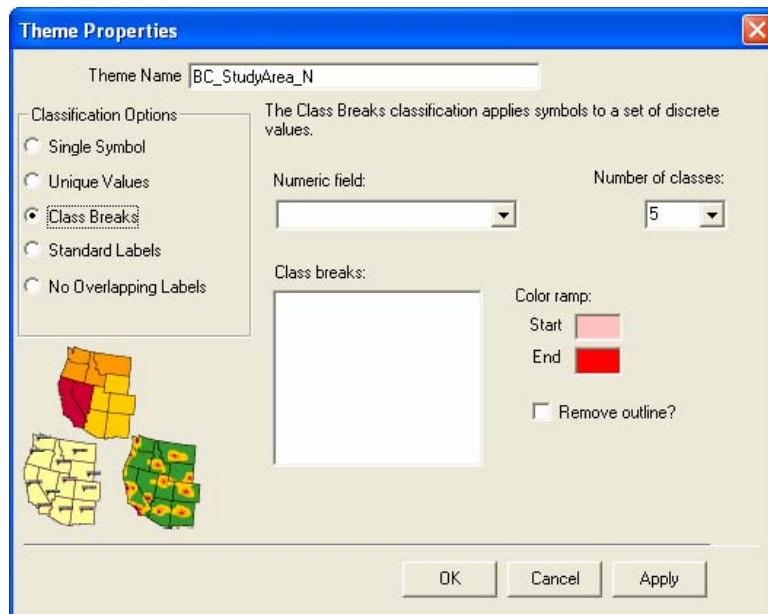 Theme Properties
Theme Name BC_StudyArea_N
Classification Options
Single Symbol
Unique Values
Class Breaks
Standard Labels
No Overlapping Labels
The Class Breaks classification applies symbols to a set of discrete
values.
Numeric field:
Number of classes:
5
Class breaks:
Color ramp:
Start
End
Remove outline?
OK
Cancel
Apply